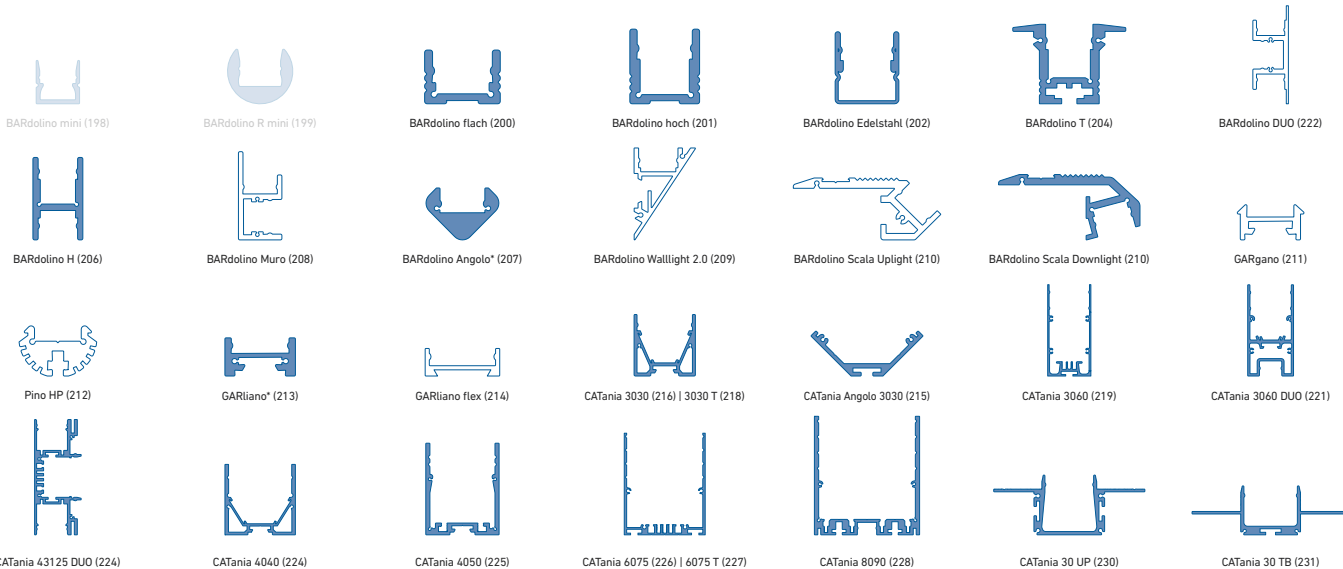 BARdolino mini (198)
BARdolino R mini (199)
BARdolino flach (200)
BARdolino hoch (201)
BARdolino Edelstahl (202)
BARdolino T (204)
BARdolino DUO (222)
BARdolino H (206)
BARdolino Muro (208)
BARdolino Angolo* (207)
BARdolino Walllight 2.0 (209)
BARdolino Scala Uplight (210)
BARdolino Scala Downlight (210)
GARgano (211)
Pino HP (212)
GARliano* (213)
GARliano flex (214)
CATania 3030 (216) | 3030 T (218)
CATania Angolo 3030 (215)
CATania 3060 (219)
CATania 3060 DUO (221)
CATania 43125 DUO (224)
CATania 4040 (224)
CATania 4050 (225)
CATania 6075 (226) | 6075 T (227)
CATania 8090 (228)
CATania 30 UP (230)
CATania 30 TB (231)